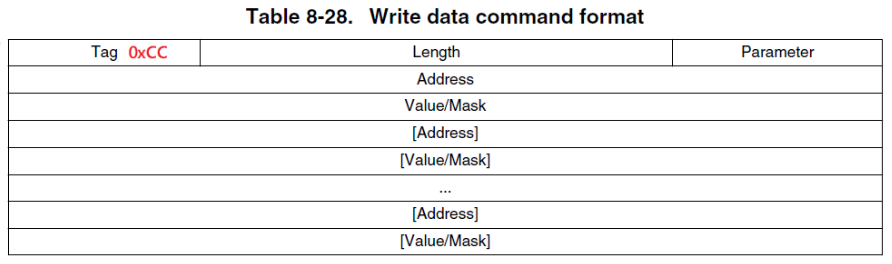 Table 8-28. Write data command format
Tag 0xCC Length Parameter
Address
Value/Mask
[Address]
[Value/Mask]
...
[Address]
[Value/Mask]